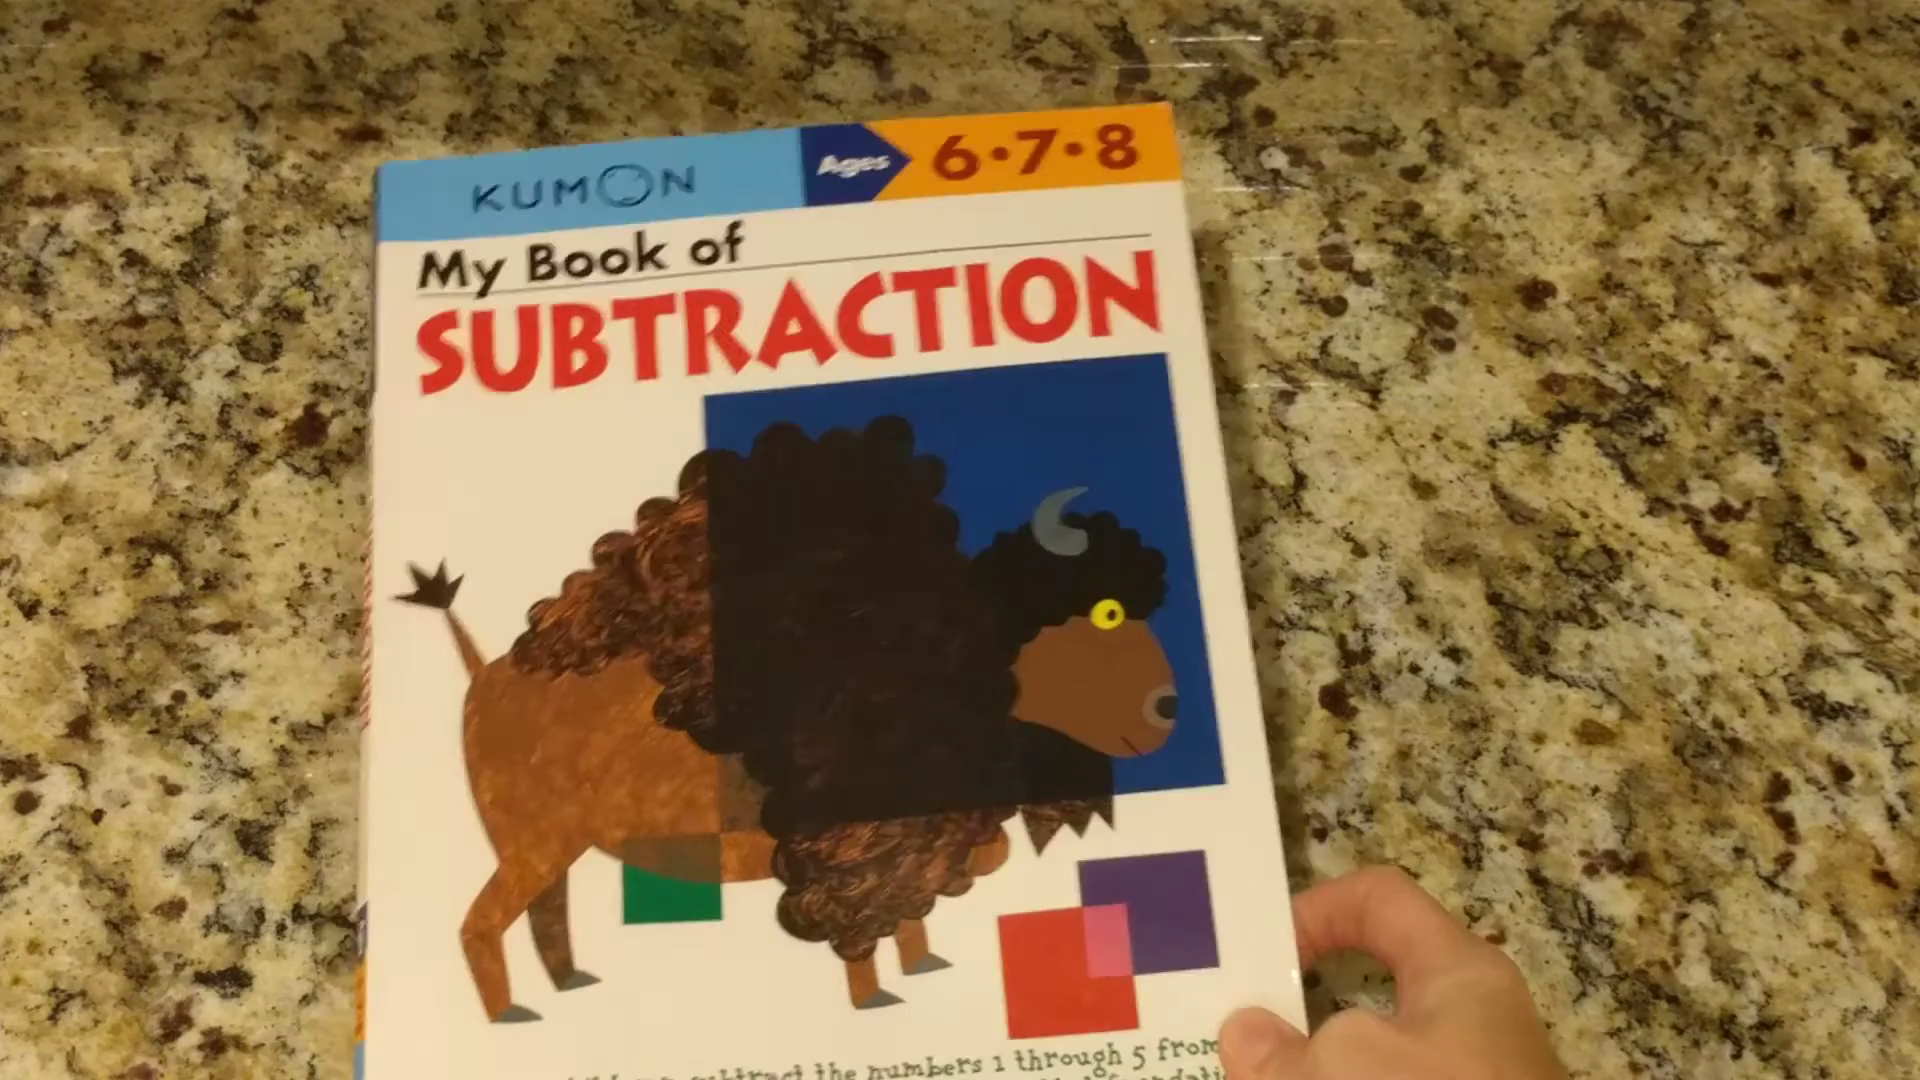 KUMON Ages 6•7•8
My Book of
SUBTRACTION
subtract the numbers 1 through 5 from